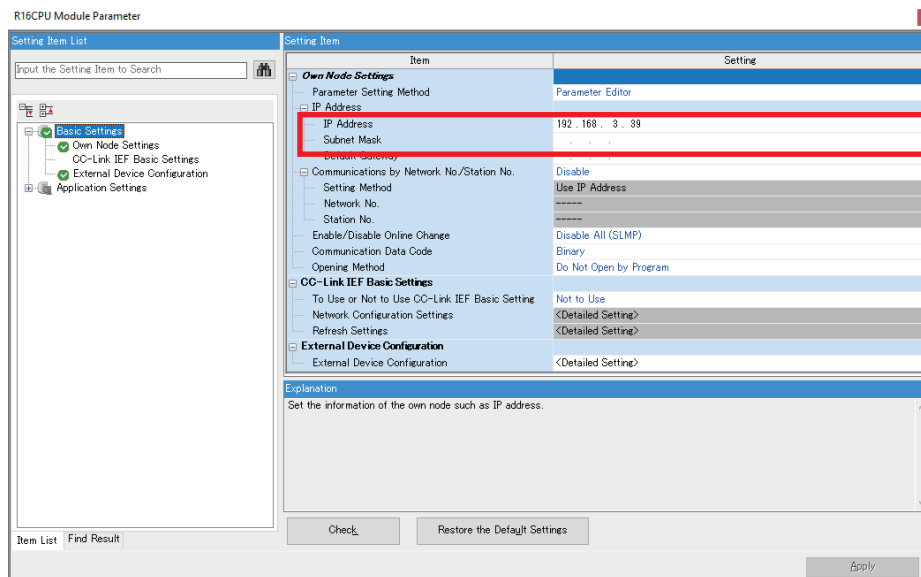 R16CPU Module Parameter
Setting Item List
Input the Setting Item to Search
Basic Settings
Own Node Settings
CC-Link IEF Basic Settings
External Device Configuration
Application Settings
Item List Find Result
Setting Item
Item Setting
Own Node Settings
Parameter Setting Method Parameter Editor
IP Address
IP Address 192 . 168 . 3 . 39
Subnet Mask . . .
Default Gateway . . .
Communications by Network No./Station No. Disable
Setting Method Use IP Address
Network No. -----
Station No. -----
Enable/Disable Online Change Disable All (SLMP)
Communication Data Code Binary
Opening Method Do Not Open by Program
CC-Link IEF Basic Settings
To Use or Not to Use CC-Link IEF Basic Setting Not to Use
Network Configuration Settings <Detailed Setting>
Refresh Settings <Detailed Setting>
External Device Configuration
External Device Configuration <Detailed Setting>
Explanation
Set the information of the own node such as IP address.
Check Restore the Default Settings
Apply